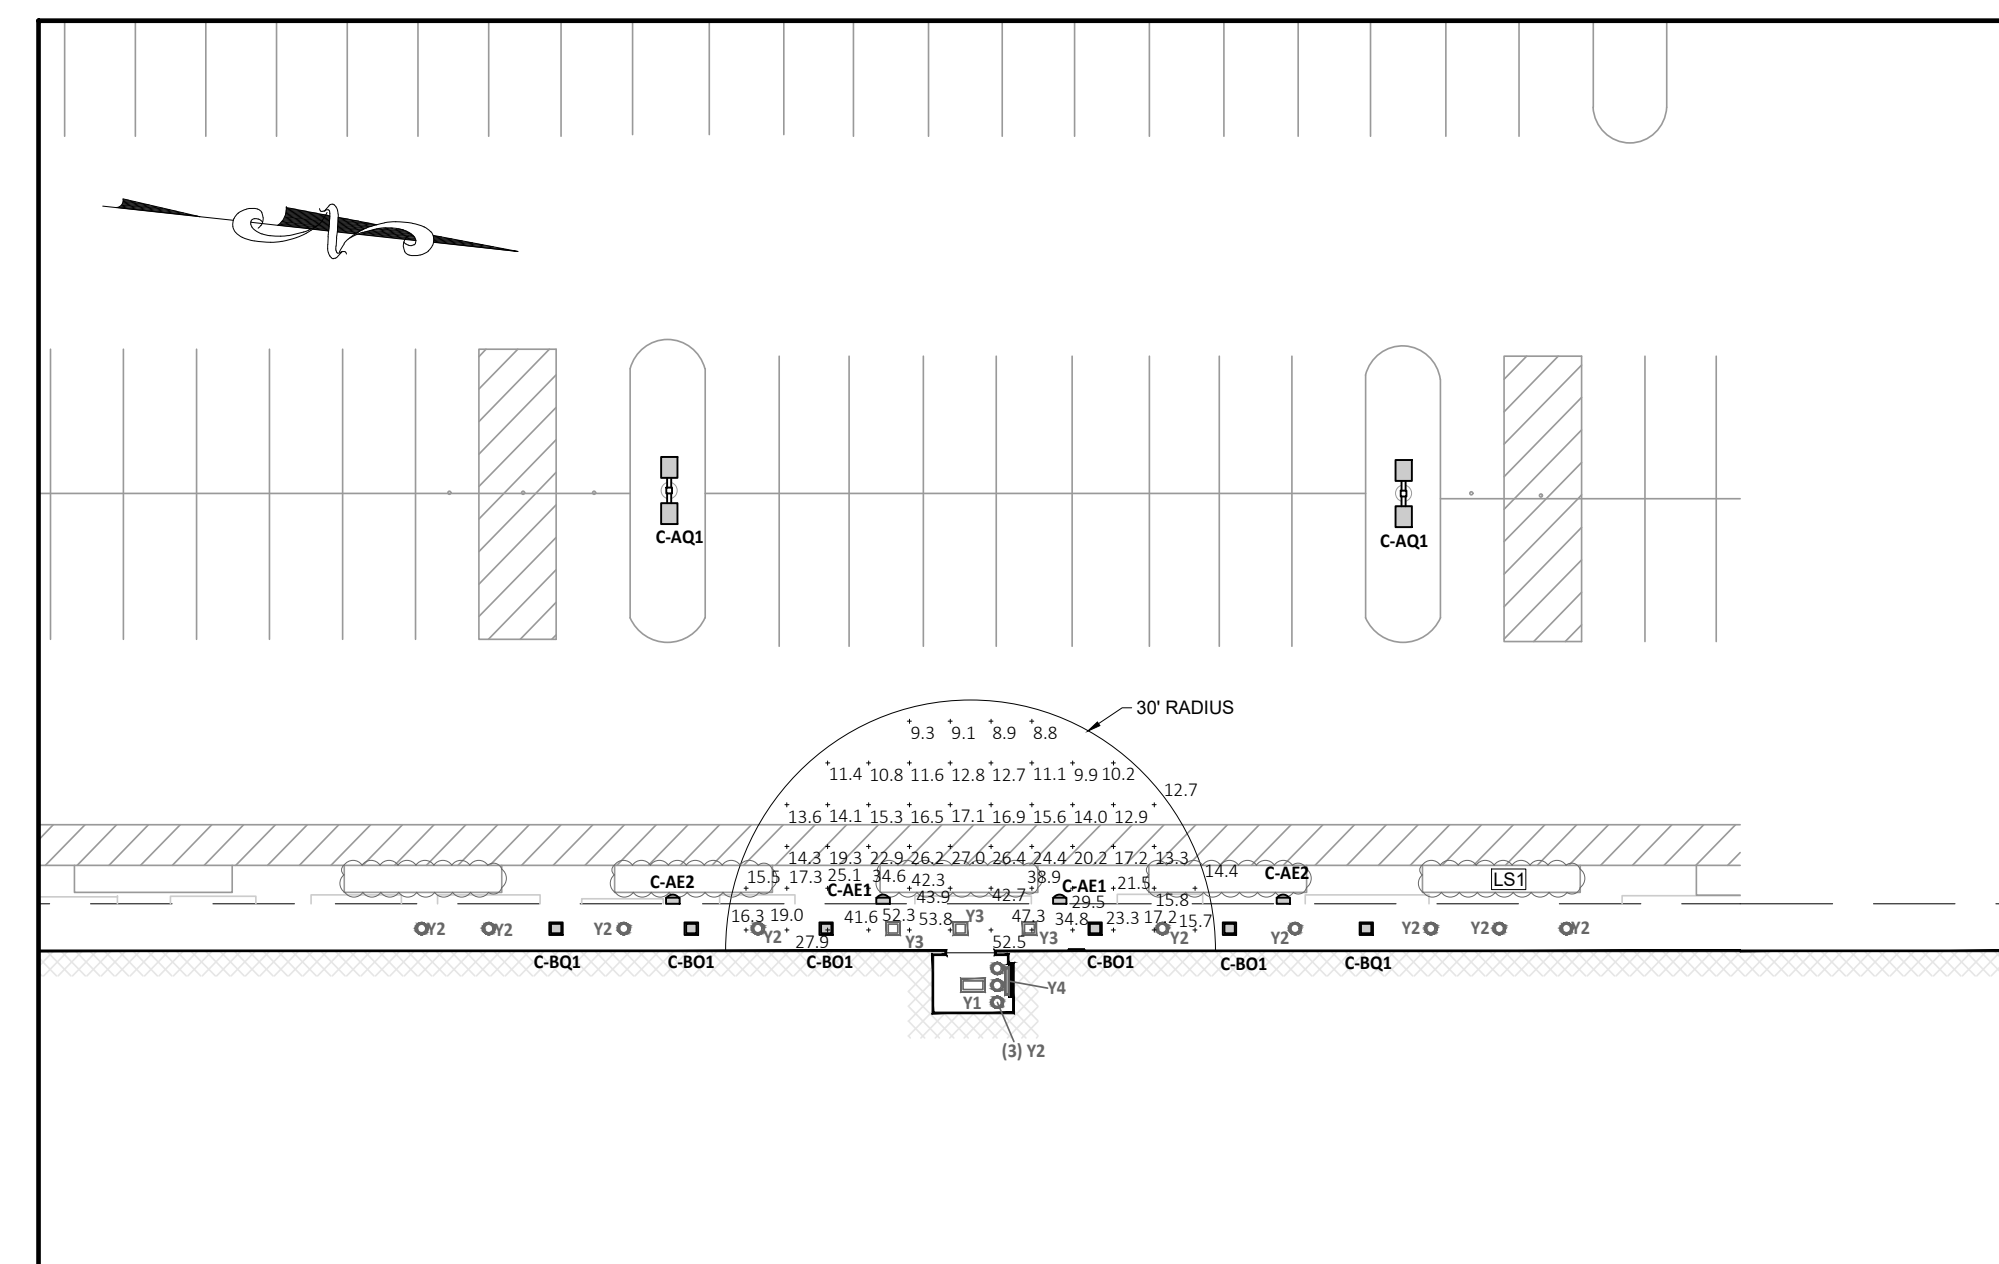 C-AQ1
C-AQ1
30' RADIUS
9.3 9.1 8.9 8.8
11.4 10.8 11.6 12.8 12.7 11.1 9.9 10.2
12.7
13.6 14.1 15.3 16.5 17.1 16.9 15.6 14.0 12.9
14.3 19.3 22.9 26.2 27.0 26.4 24.4 20.2 17.2 13.3
15.5 17.3 25.1 34.6 42.3 38.9 21.5 14.4
C-AE2 C-AE1 C-AE1 C-AE2 LS1
43.9 42.7 29.5 15.8
16.3 19.0 41.6 52.3 53.8 Y3 47.3 34.8 23.3 17.2 15.7
Y2 Y2 Y2 Y2 Y3 Y3 Y2 Y2 Y2 Y2 Y2
27.9 52.5
C-BQ1 C-BO1 C-BO1 C-BO1 C-BO1 C-BQ1
Y4
Y1
(3) Y2